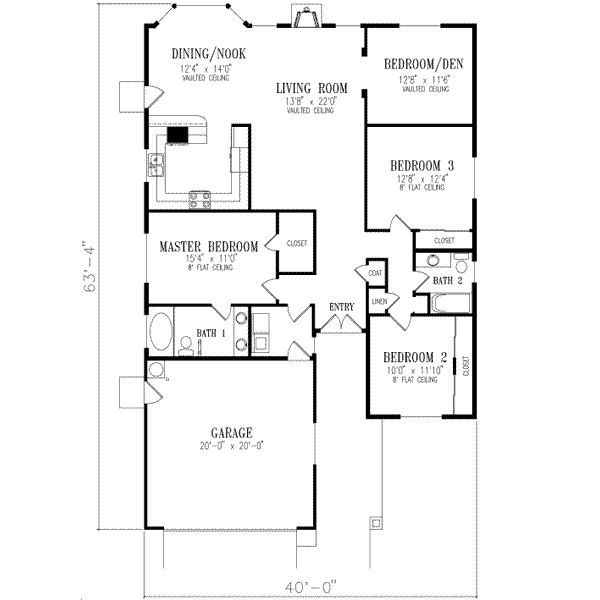 DINING/NOOK
12'4" x 14'0"
VAULTED CEILING
LIVING ROOM
13'8" x 22'0"
VAULTED CEILING
BEDROOM/DEN
12'8" x 11'6"
VAULTED CEILING
BEDROOM 3
12'8" x 12'4"
8' FLAT CEILING
CLOSET
MASTER BEDROOM
15'4" x 11'0"
8' FLAT CEILING
CLOSET
COAT
BATH 2
LINEN
ENTRY
BATH 1
BEDROOM 2
10'0" x 11'10"
8' FLAT CEILING
CLOSET
GARAGE
20'-0" x 20'-0"
63'-4"
40'-0"